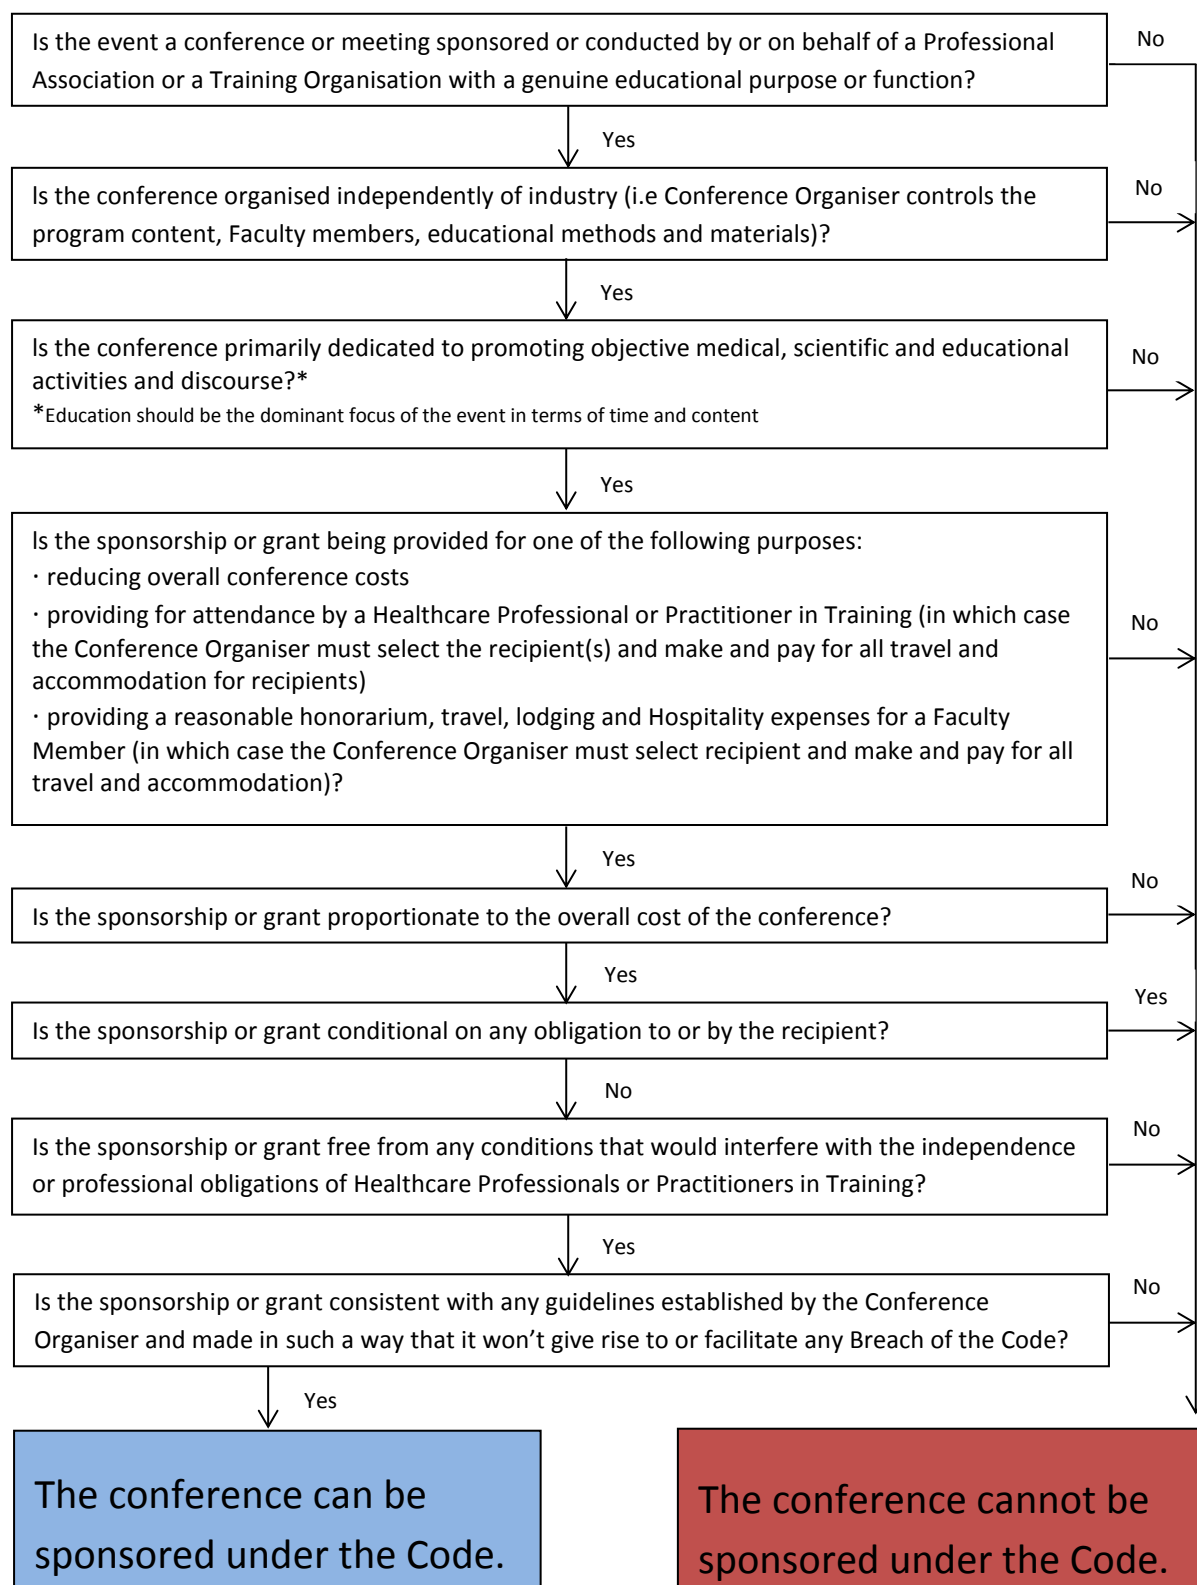 Is the event a conference or meeting sponsored or conducted by or on behalf of a Professional
Association or a Training Organisation with a genuine educational purpose or function?
No
Yes
Is the conference organised independently of industry (i.e Conference Organiser controls the
program content, Faculty members, educational methods and materials)?
No
Yes
Is the conference primarily dedicated to promoting objective medical, scientific and educational
activities and discourse?*
*Education should be the dominant focus of the event in terms of time and content
No
Yes
Is the sponsorship or grant being provided for one of the following purposes:
· reducing overall conference costs
· providing for attendance by a Healthcare Professional or Practitioner in Training (in which case
the Conference Organiser must select the recipient(s) and make and pay for all travel and
accommodation for recipients)
· providing a reasonable honorarium, travel, lodging and Hospitality expenses for a Faculty
Member (in which case the Conference Organiser must select recipient and make and pay for all
travel and accommodation)?
No
Yes
Is the sponsorship or grant proportionate to the overall cost of the conference?
No
Yes
Is the sponsorship or grant conditional on any obligation to or by the recipient?
Yes
No
Is the sponsorship or grant free from any conditions that would interfere with the independence
or professional obligations of Healthcare Professionals or Practitioners in Training?
No
Yes
Is the sponsorship or grant consistent with any guidelines established by the Conference
Organiser and made in such a way that it won't give rise to or facilitate any Breach of the Code?
No
Yes
The conference can be
sponsored under the Code.
The conference cannot be
sponsored under the Code.